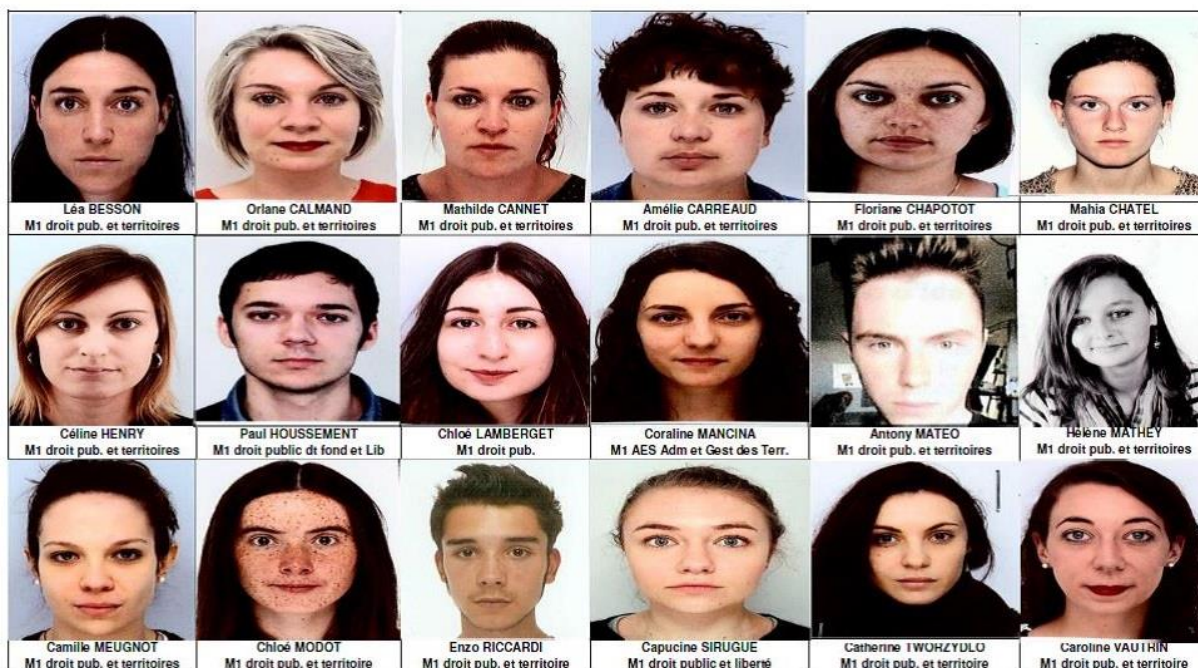 Léa BESSON
M1 droit pub. et territoires
Orlane CALMAND
M1 droit pub. et territoires
Mathilde CANNET
M1 droit pub. et territoires
Amélie CARREAUD
M1 droit pub. et territoires
Floriane CHAPOTOT
M1 droit pub. et territoires
Mahia CHATEL
M1 droit pub. et territoires
Céline HENRY
M1 droit pub. et territoires
Paul HOUSSEMENT
M1 droit public dt fond et Lib
Chloé LAMBERGET
M1 droit pub.
Coraline MANCINA
M1 AES Adm et Gest des Terr.
Antony MATEO
M1 droit pub. et territoires
Hélène MATHEY
M1 droit pub. et territoires
Camille MEUGNOT
M1 droit pub. et territoires
Chloé MODOT
M1 droit pub. et territoire
Enzo RICCARDI
M1 droit pub. et territoire
Capucine SIRUGUE
M1 droit public et liberté
Catherine TWORZYDLO
M1 droit pub. et territoire
Caroline VAUTRIN
M1 droit pub. et territoires